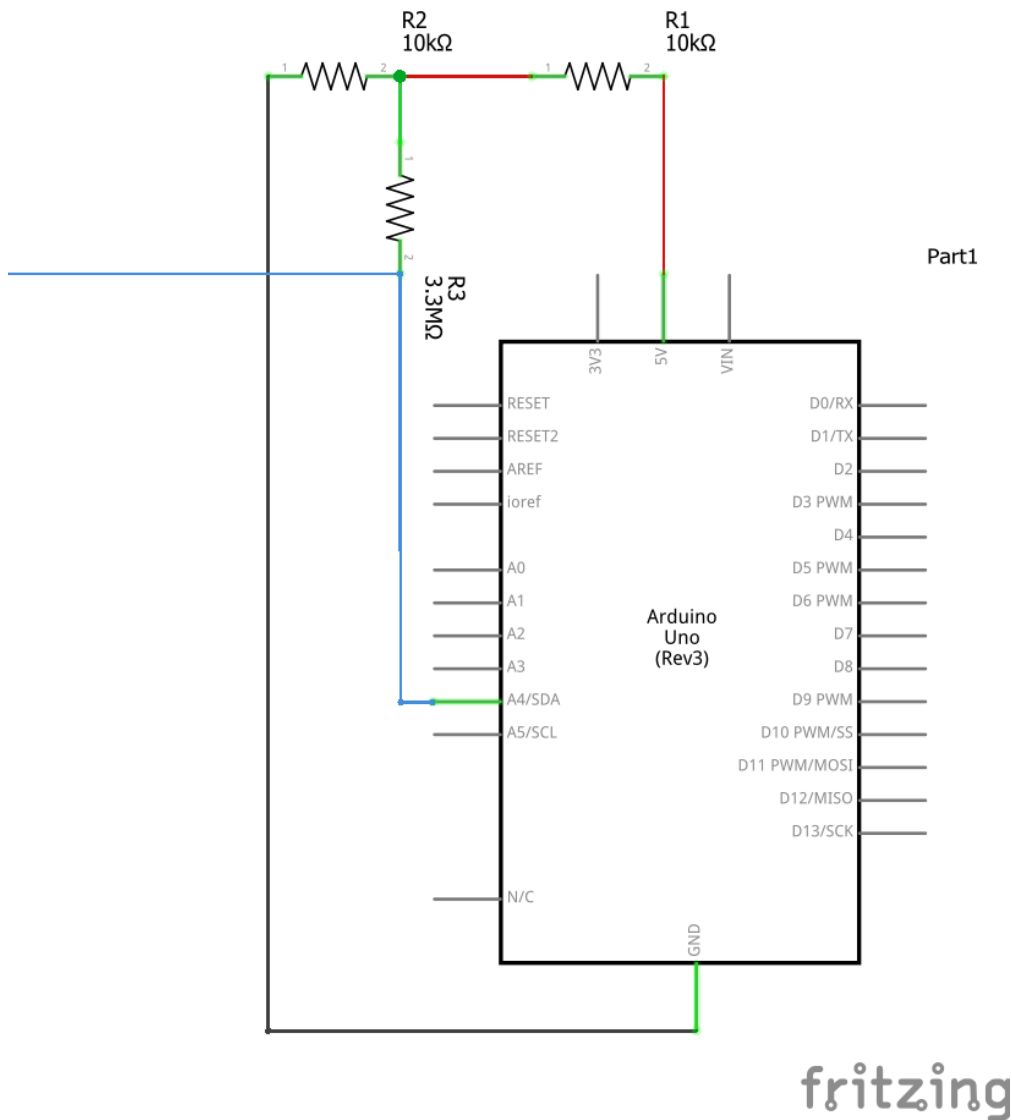 R2
10kΩ
R1
10kΩ
1
2
1
2
1
2
R3
3.3MΩ
Part1
3V3
5V
VIN
RESET
RESET2
AREF
ioref
A0
A1
A2
A3
A4/SDA
A5/SCL
N/C
Arduino
Uno
(Rev3)
D0/RX
D1/TX
D2
D3 PWM
D4
D5 PWM
D6 PWM
D7
D8
D9 PWM
D10 PWM/SS
D11 PWM/MOSI
D12/MISO
D13/SCK
GND
fritzing